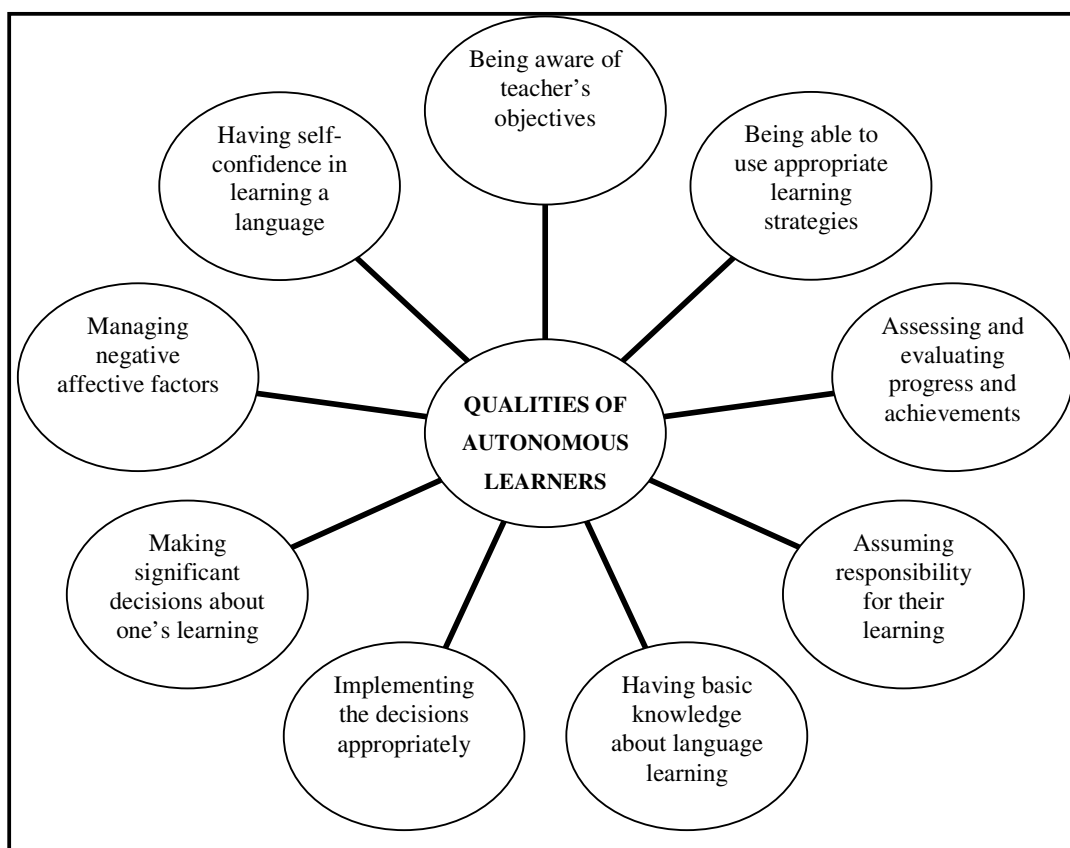 Being aware of
teacher’s
objectives
Being able to
use appropriate
learning
strategies
Assessing and
evaluating
progress and
achievements
Assuming
responsibility
for their
learning
Having basic
knowledge
about language
learning
Implementing
the decisions
appropriately
Making
significant
decisions about
one’s learning
Managing
negative
affective factors
Having self-
confidence in
learning a
language
QUALITIES OF
AUTONOMOUS
LEARNERS